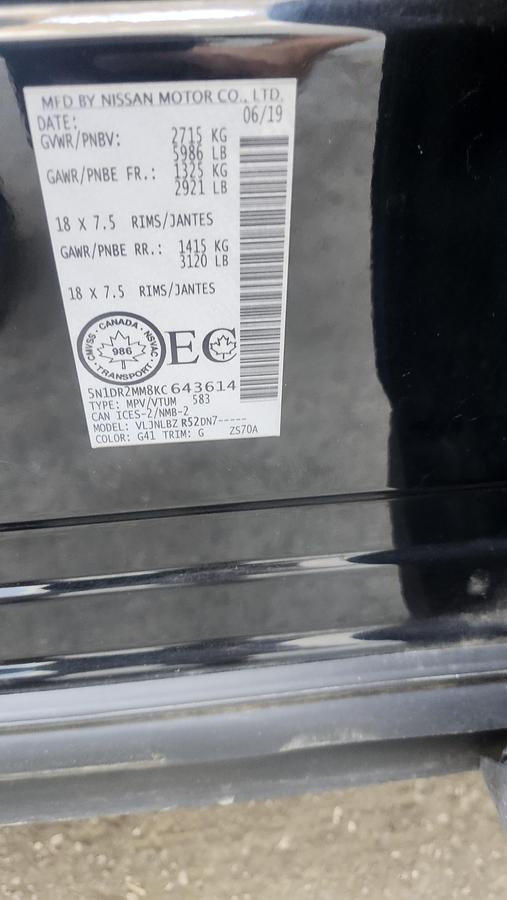 MFD BY NISSAN MOTOR CO., LTD.
DATE: 06/19
GVWR/PNBV: 2715 KG
5986 LB
GAWR/PNBE FR.: 1325 KG
2921 LB
18 X 7.5 RIMS/JANTES
GAWR/PNBE RR.: 1415 KG
3120 LB
18 X 7.5 RIMS/JANTES
CANADA
CMVSS NSVAC
986
TRANSPORT
EC
5N1DR2MM8KC643614
TYPE: MPV/VTUM 583
CAN ICES-2/NMB-2
MODEL: VLJNLBZ R52DN7-----
COLOR: G41 TRIM: G ZS70A